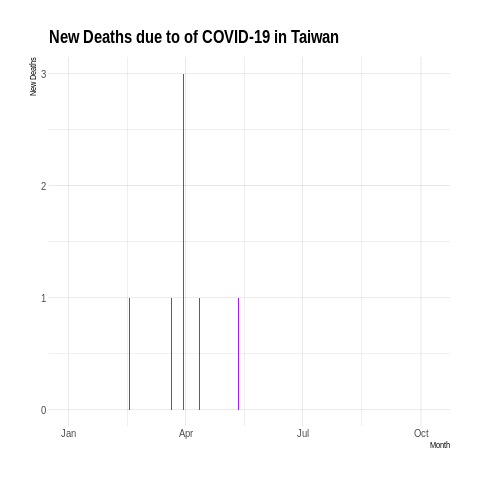 New Deaths due to of COVID-19 in Taiwan
New Deaths
3
2
1
0
Jan Apr Jul Oct
Month